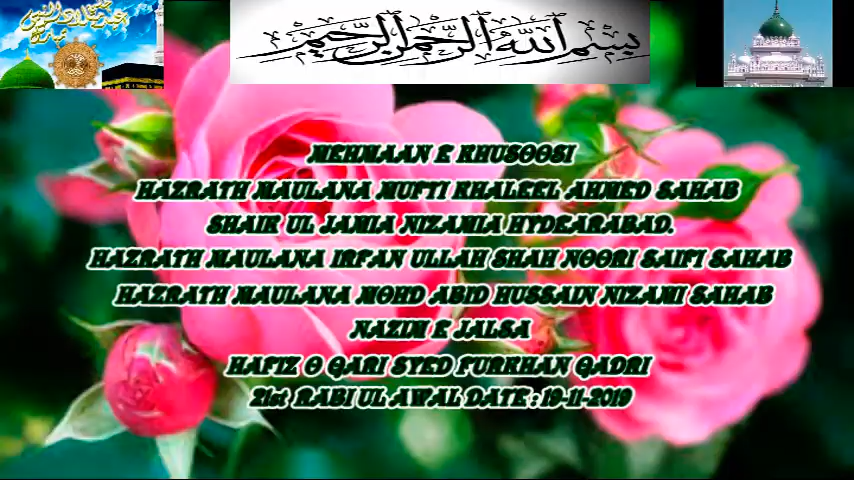 بسم الله الرحمن الرحيم
MEHMAAN E KHUSOOSI
HAZRATH MAULANA MUFTI KHALEEL AHMED SAHAB
SHAIK UL JAMIA NIZAMIA HYDEARABAD.
HAZRATH MAULANA IRFAN ULLAH SHAH NOORI SAIFI SAHAB
HAZRATH MAULANA MOHD ABID HUSSAIN NIZAMI SAHAB
NAZIM E JALSA
HAFIZ O QARI SYED FURKHAN QADRI
21st RABI UL AWAL DATE : 19-11-2019